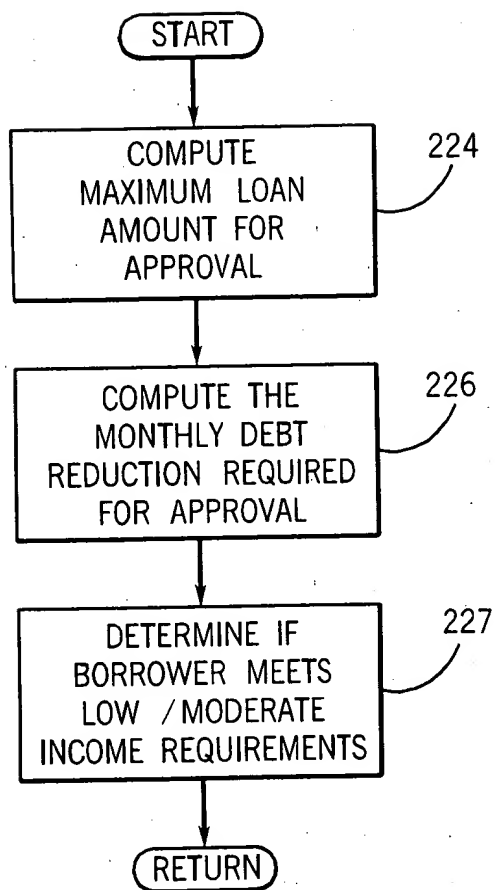 START
COMPUTE
MAXIMUM LOAN
AMOUNT FOR
APPROVAL
224
COMPUTE THE
MONTHLY DEBT
REDUCTION REQUIRED
FOR APPROVAL
226
DETERMINE IF
BORROWER MEETS
LOW / MODERATE
INCOME REQUIREMENTS
227
RETURN